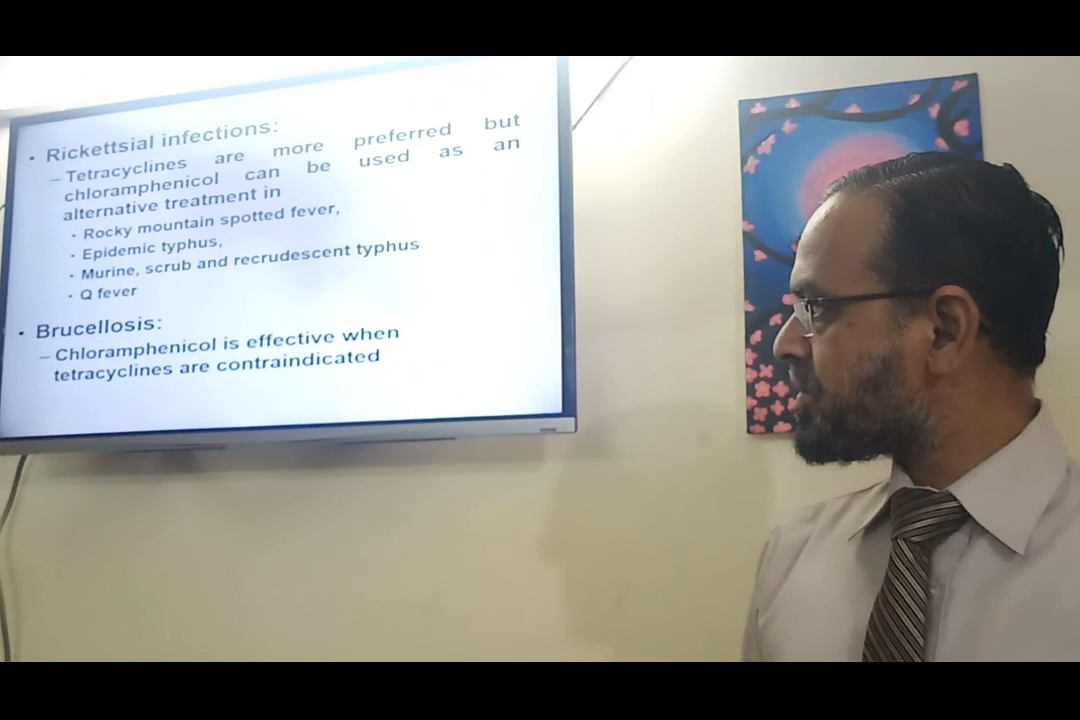 • Rickettsial infections:
– Tetracyclines are more preferred but
chloramphenicol can be used as an
alternative treatment in
• Rocky mountain spotted fever,
• Epidemic typhus,
• Murine, scrub and recrudescent typhus
• Q fever
• Brucellosis:
– Chloramphenicol is effective when
tetracyclines are contraindicated